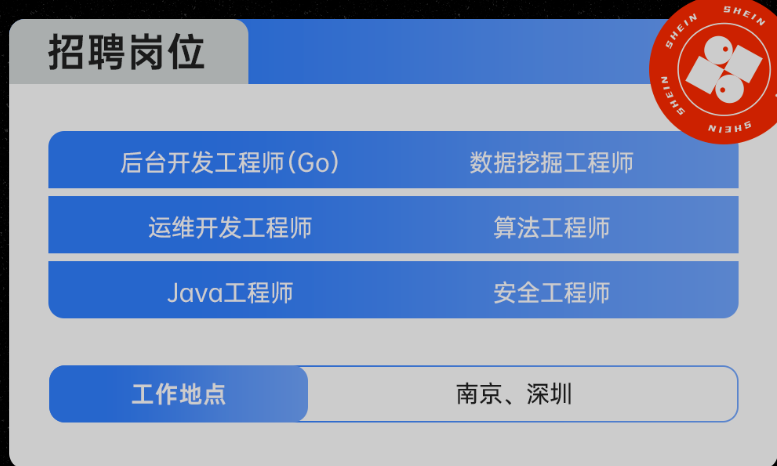 招聘岗位
SHEIN SHEIN SHEIN SHEIN SHEIN
后台开发工程师(Go) 数据挖掘工程师
运维开发工程师 算法工程师
Java工程师 安全工程师
工作地点 南京、深圳